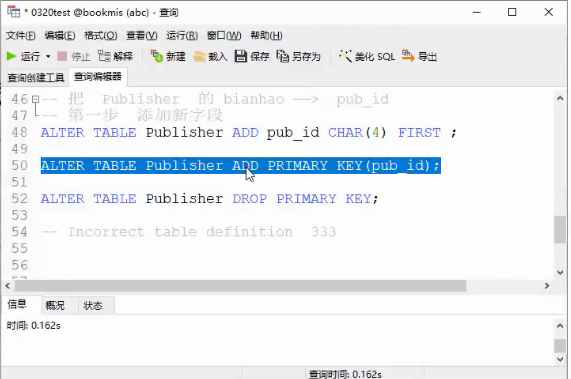 * 0320test @bookmis (abc) - 查询
文件(F) 编辑(E) 格式(O) 查看(V) 运行(R) 窗口(W) 帮助(H)
运行 停止 解释 新建 载入 保存 另存为 美化 SQL 导出
查询创建工具 查询编辑器
46 -- 把 Publisher 的 bianhao ——> pub_id
47 -- 第一步 添加新字段
48 ALTER TABLE Publisher ADD pub_id CHAR(4) FIRST ;
49
50 ALTER TABLE Publisher ADD PRIMARY KEY(pub_id);
51
52 ALTER TABLE Publisher DROP PRIMARY KEY;
53
54 -- Incorrect table definition 333
55
56
信息 概况 状态
时间: 0.162s
查询时间: 0.162s